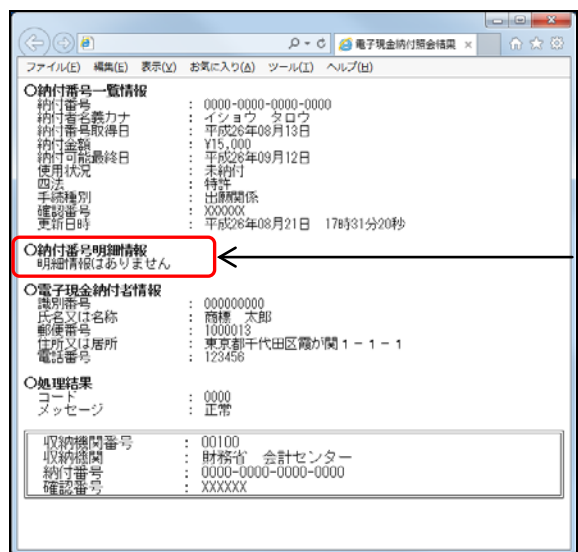 電子現金納付照会結果
ファイル(F) 編集(E) 表示(V) お気に入り(A) ツール(T) ヘルプ(H)
○納付番号一覧情報
納付番号 : 0000-0000-0000-0000
納付者名義カナ : イショウ タロウ
納付番号取得日 : 平成26年08月13日
納付金額 : ¥15,000
納付可能最終日 : 平成26年09月12日
使用状況 : 未納付
四法 : 特許
手続種別 : 出願関係
確認番号 : XXXXXX
更新日時 : 平成26年08月21日 17時31分20秒
○納付番号明細情報
明細情報はありません
○電子現金納付者情報
識別番号 : 000000000
氏名又は名称 : 商標 太郎
郵便番号 : 1000013
住所又は居所 : 東京都千代田区霞が関1-1-1
電話番号 : 123456
○処理結果
コード : 0000
メッセージ : 正常
収納機関番号 : 00100
収納機関 : 財務省 会計センター
納付番号 : 0000-0000-0000-0000
確認番号 : XXXXXX